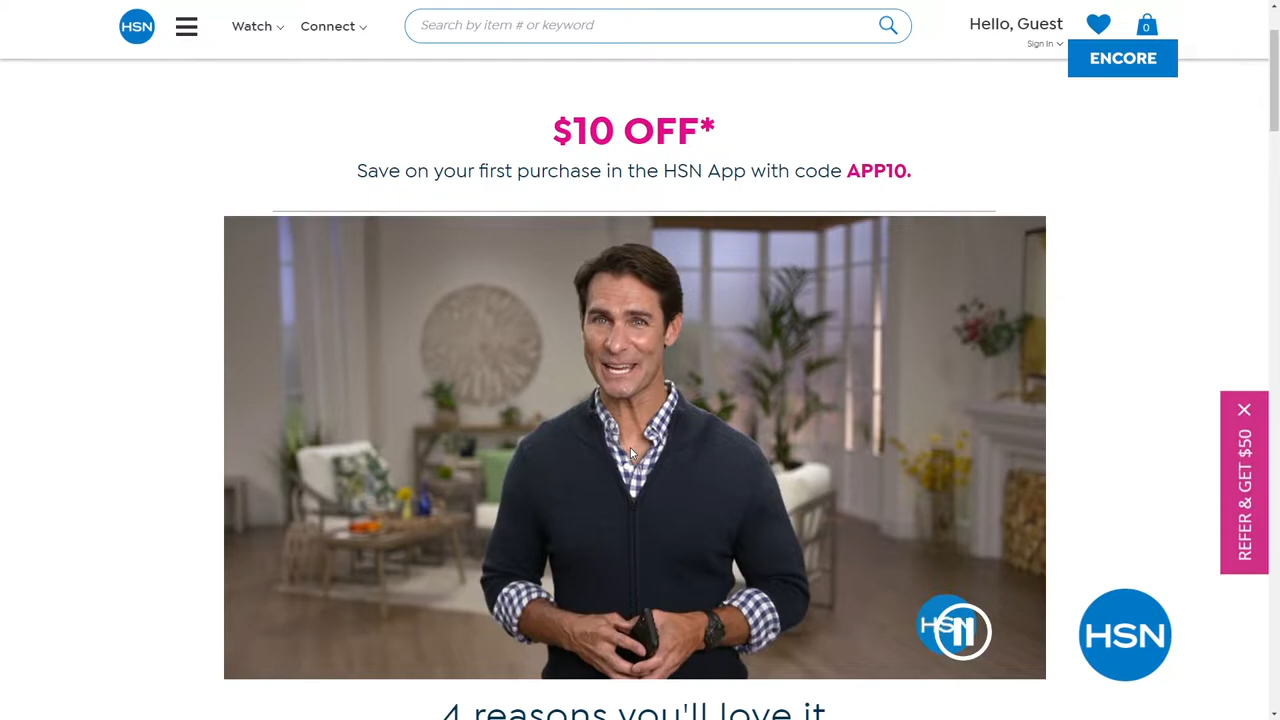 HSN
Watch
Connect
Search by item # or keyword
Hello, Guest
Sign In
0
ENCORE
$10 OFF*
Save on your first purchase in the HSN App with code APP10.
REFER & GET $50
HSN
HSN
4 reasons you'll love it